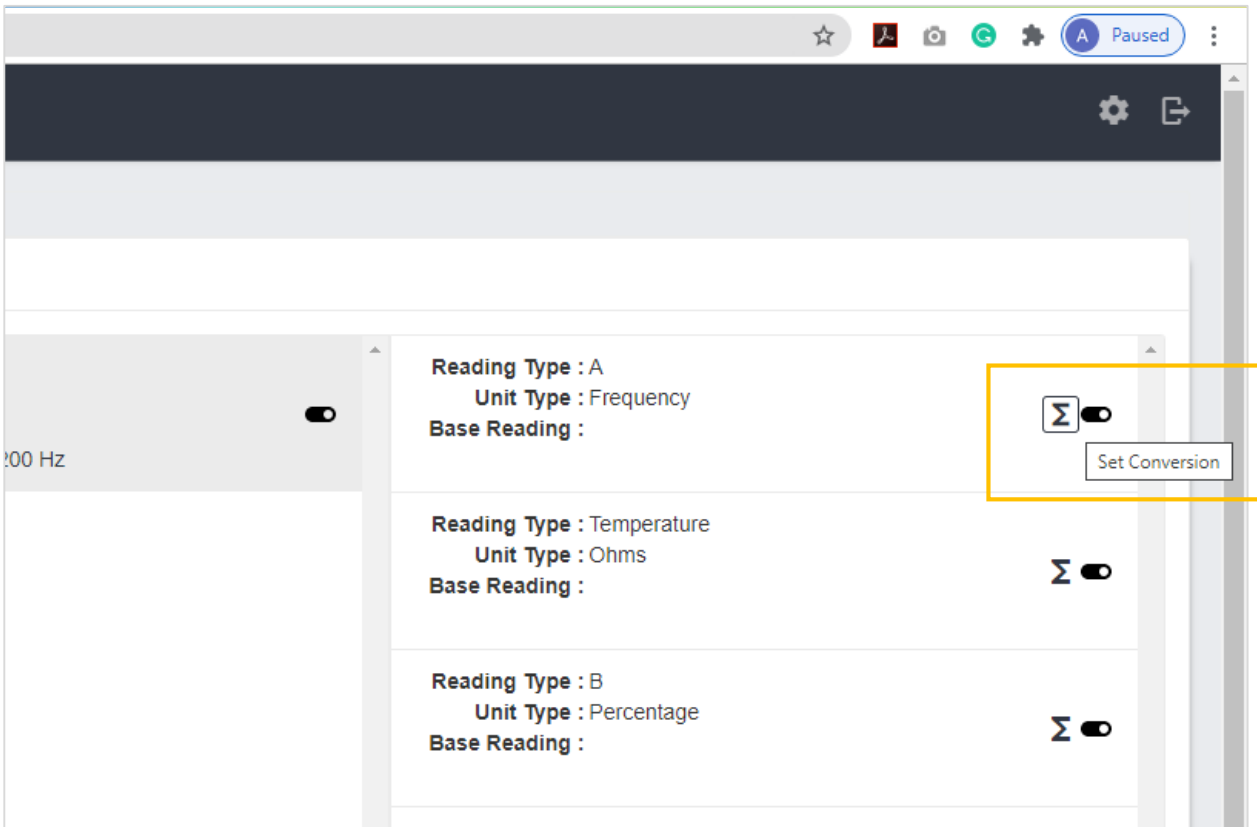 A Paused
200 Hz
Reading Type : A
Unit Type : Frequency
Base Reading :
Σ
Set Conversion
Reading Type : Temperature
Unit Type : Ohms
Base Reading :
Σ
Reading Type : B
Unit Type : Percentage
Base Reading :
Σ